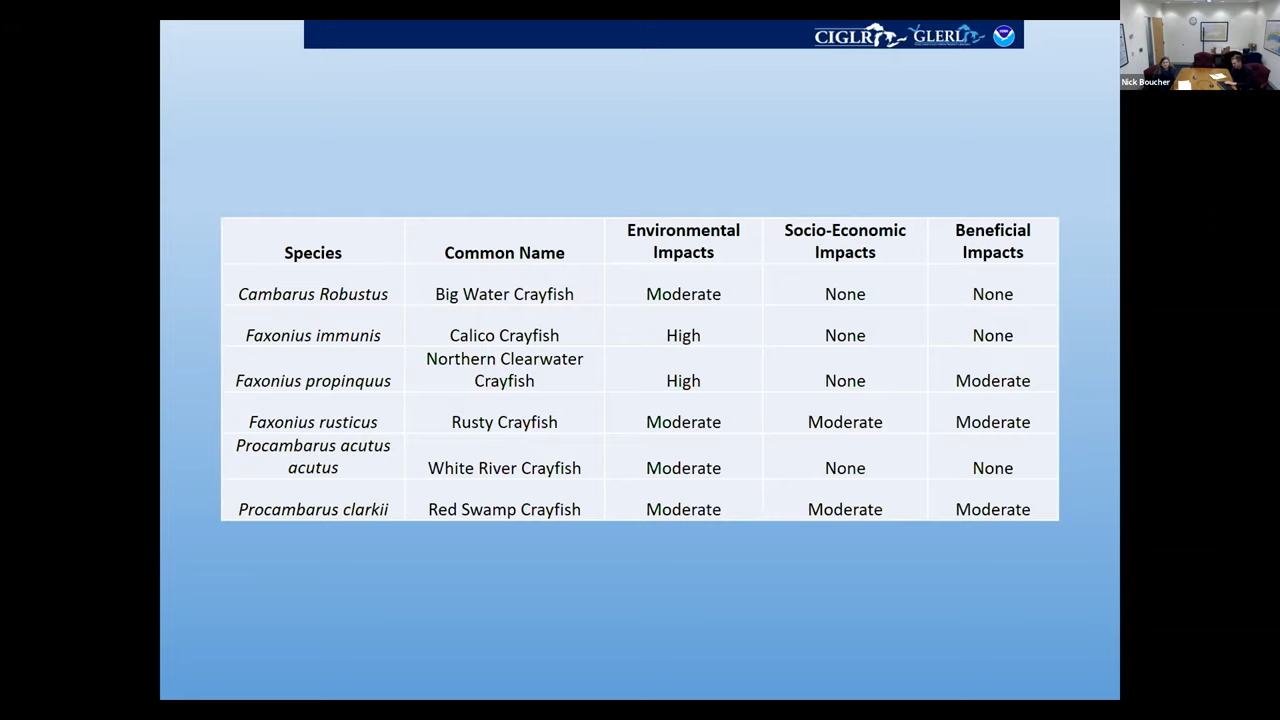 CIGLR GLERL
Nick Boucher
Species Common Name Environmental Impacts Socio-Economic Impacts Beneficial Impacts
Cambarus Robustus Big Water Crayfish Moderate None None
Faxonius immunis Calico Crayfish High None None
Faxonius propinquus Northern Clearwater Crayfish High None Moderate
Faxonius rusticus Rusty Crayfish Moderate Moderate Moderate
Procambarus acutus acutus White River Crayfish Moderate None None
Procambarus clarkii Red Swamp Crayfish Moderate Moderate Moderate